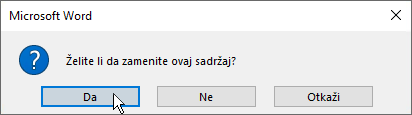 Microsoft Word
Želite li da zamenite ovaj sadržaj?
Da
Ne
Otkaži